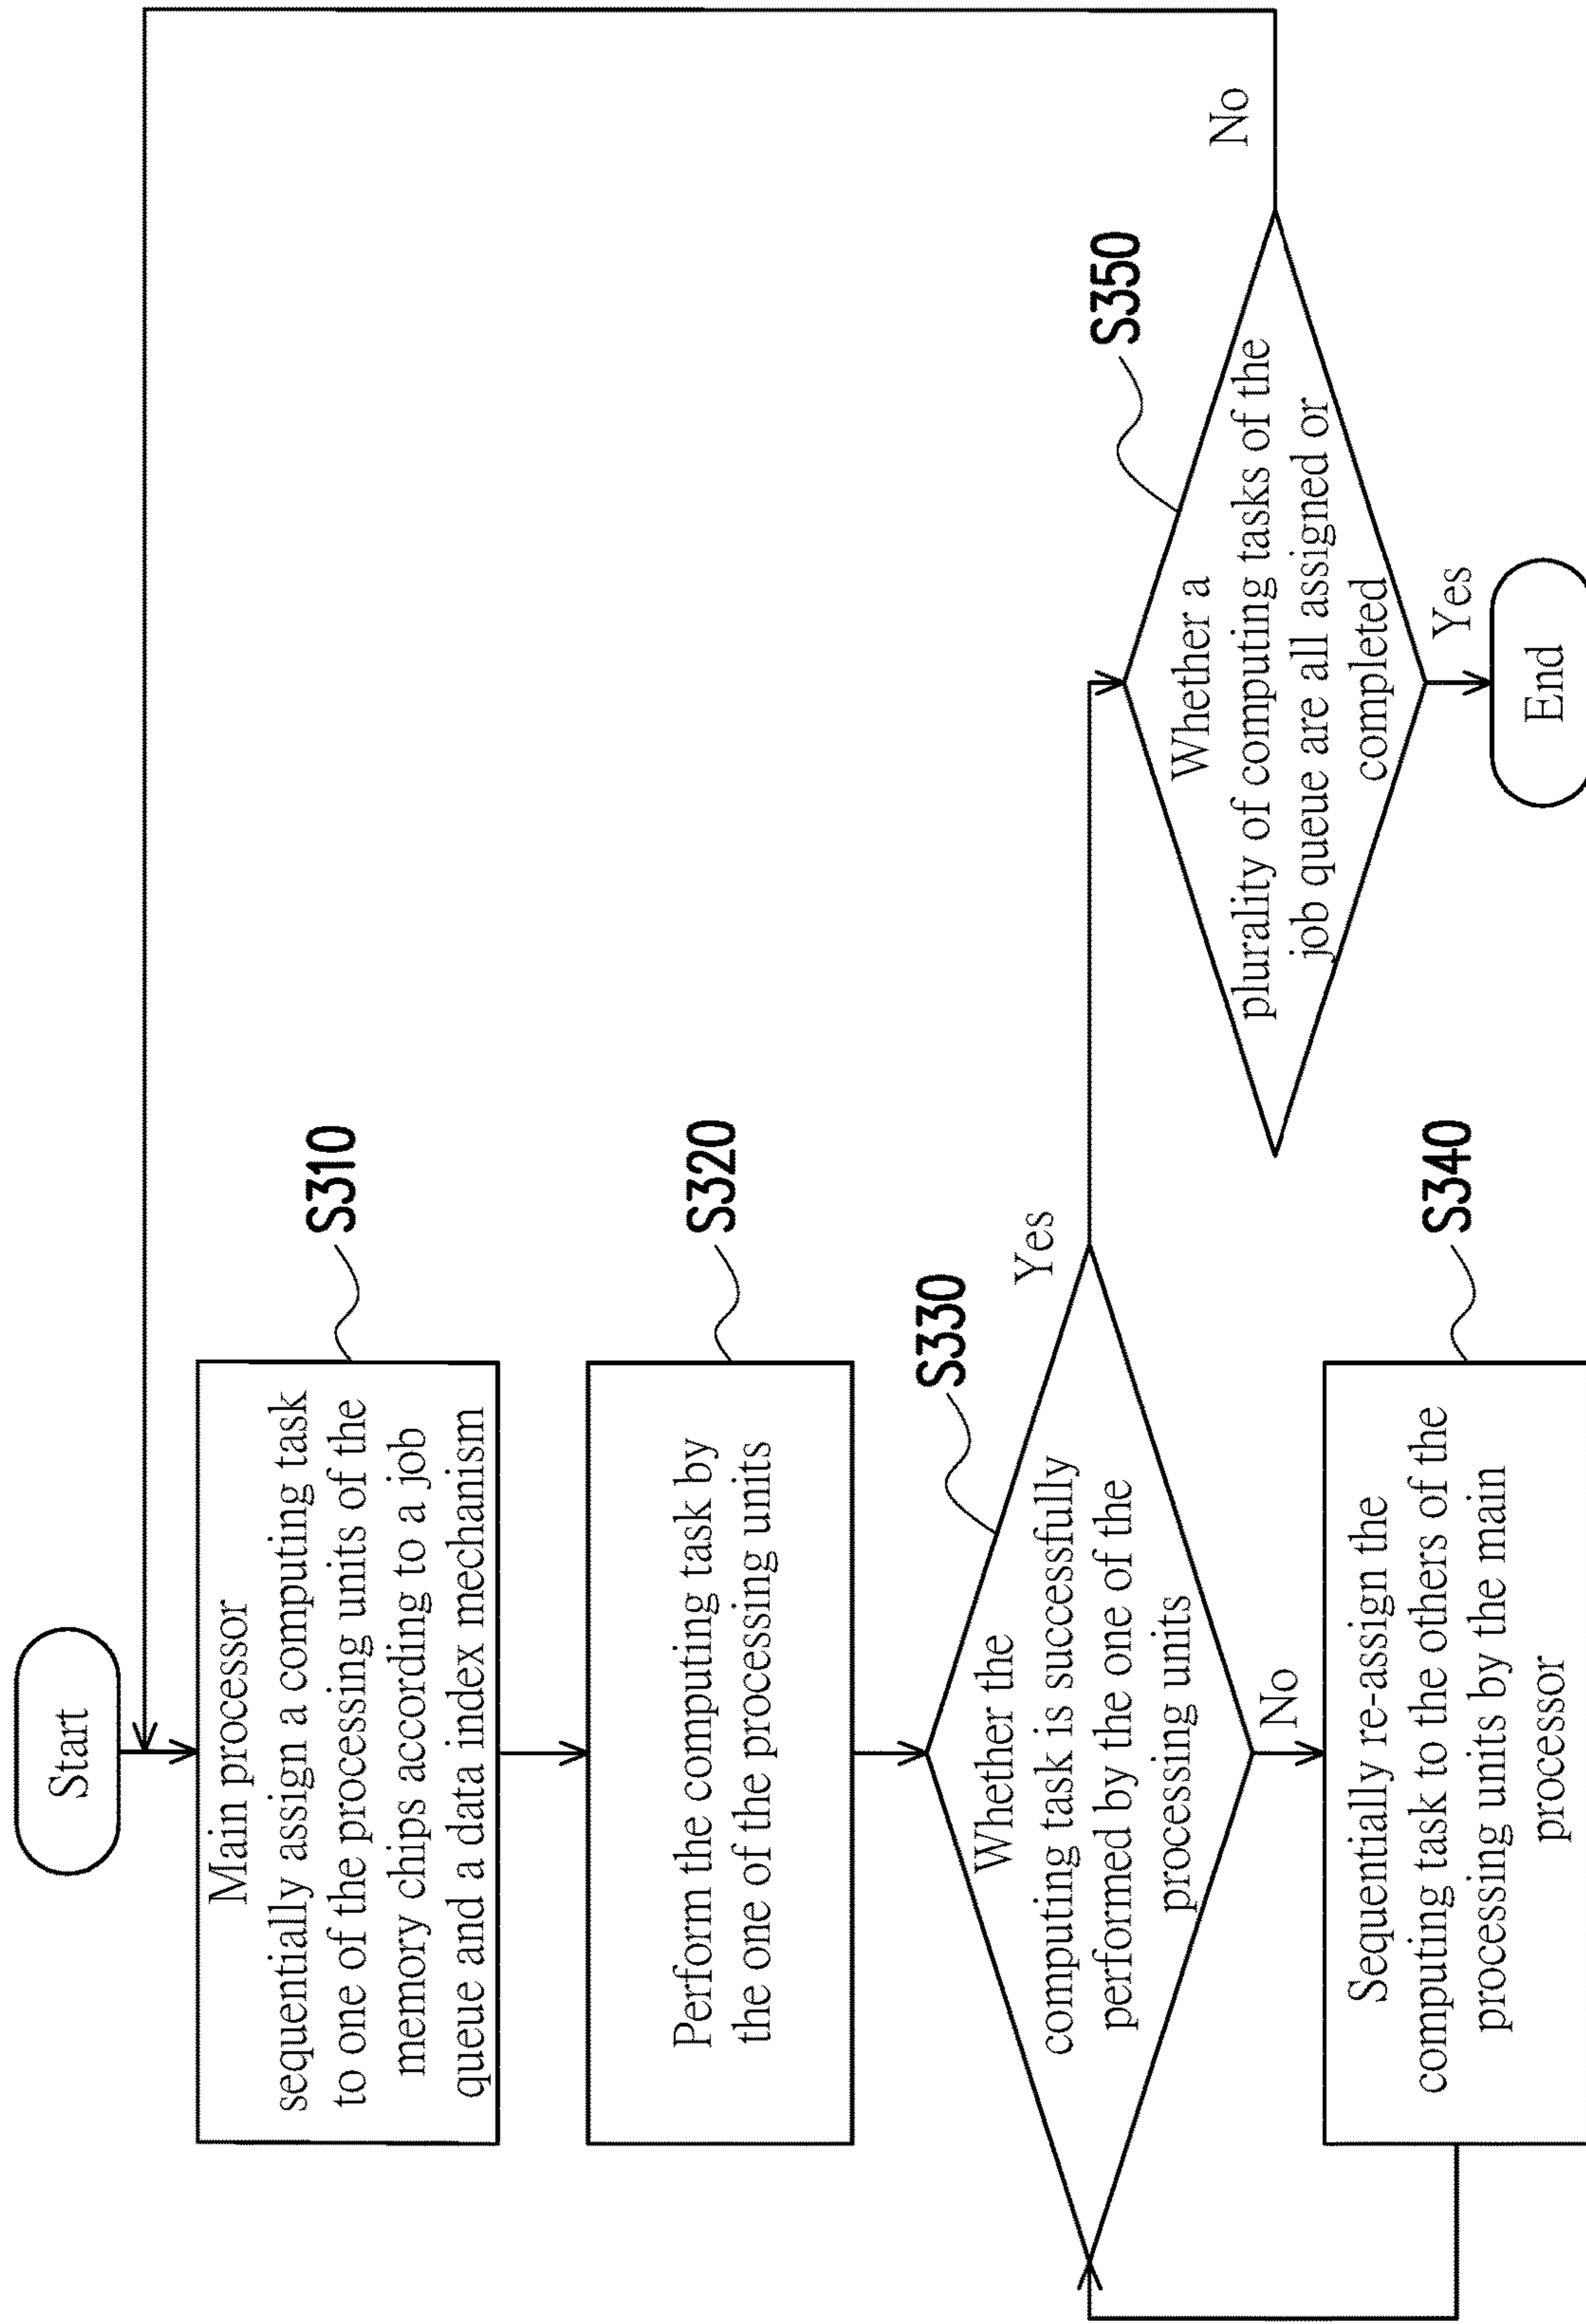 Start
Main processor
sequentially assign a computing task
to one of the processing units of the
memory chips according to a job
queue and a data index mechanism
S310
Perform the computing task by
the one of the processing units
S320
Whether the
computing task is successfully
performed by the one of the
processing units
S330
Yes
No
Sequentially re-assign the
computing task to the others of the
processing units by the main
processor
S340
Whether a
plurality of computing tasks of the
job queue are all assigned or
completed
S350
No
Yes
End